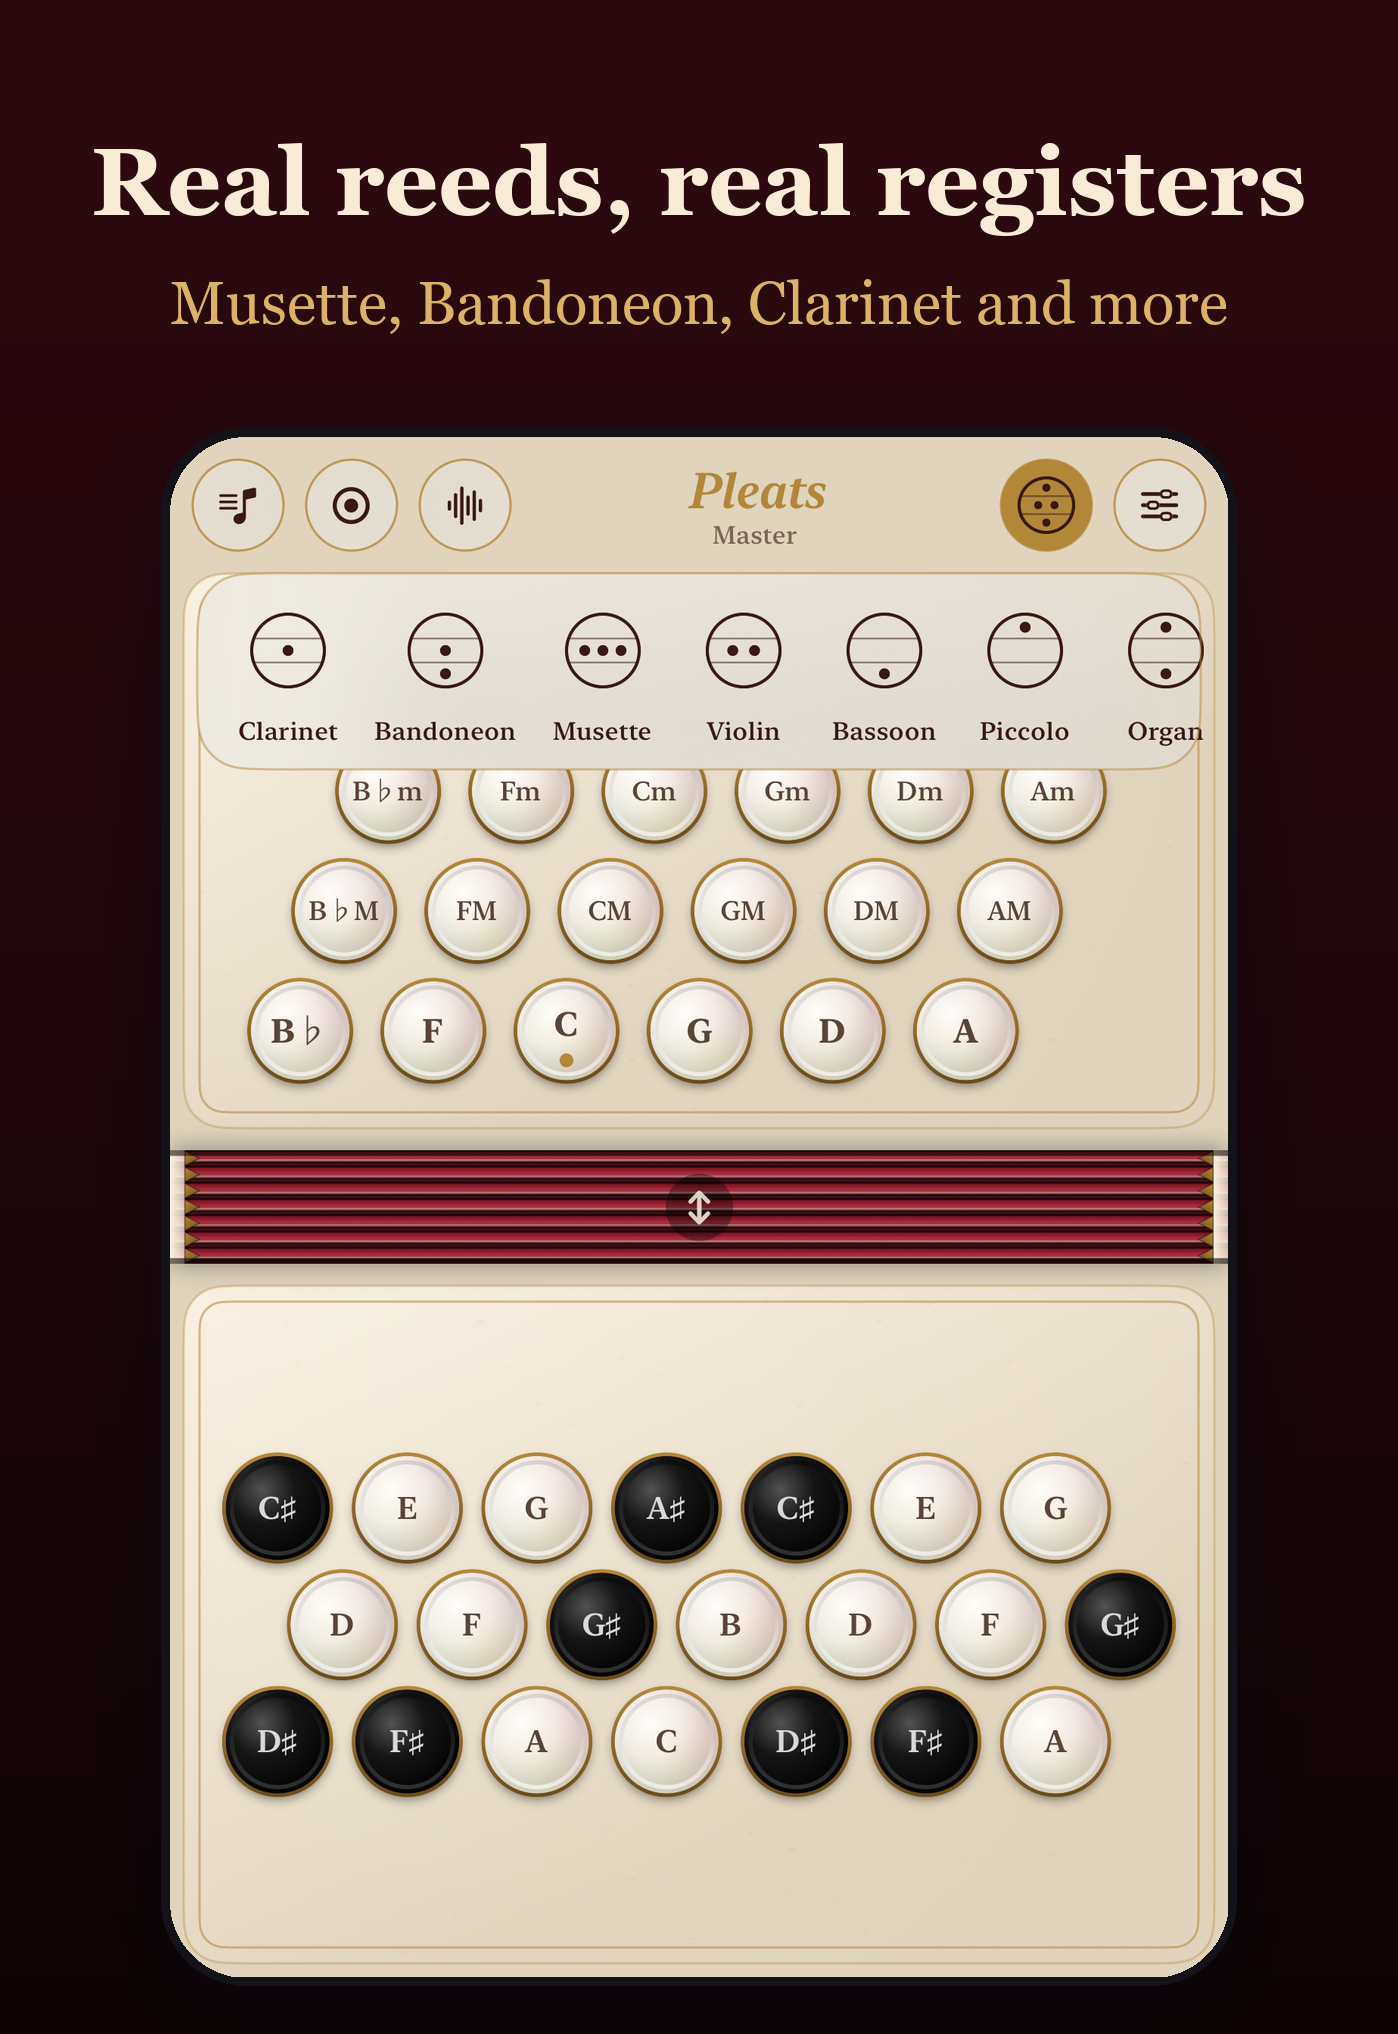 Real reeds, real registers
Musette, Bandoneon, Clarinet and more
Pleats
Master
Clarinet Bandoneon Musette Violin Bassoon Piccolo Organ
B♭m Fm Cm Gm Dm Am
B♭M FM CM GM DM AM
B♭ F C G D A
C♯ E G A♯ C♯ E G
D F G♯ B D F G♯
D♯ F♯ A C D♯ F♯ A